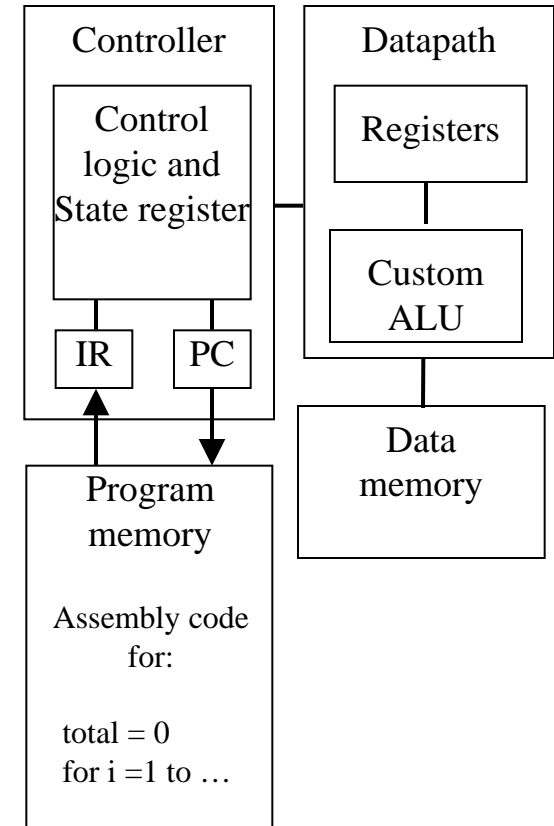 Controller
Control
logic and
State register
IR
PC
Datapath
Registers
Custom
ALU
Data
memory
Program
memory
Assembly code
for:
total = 0
for i =1 to …